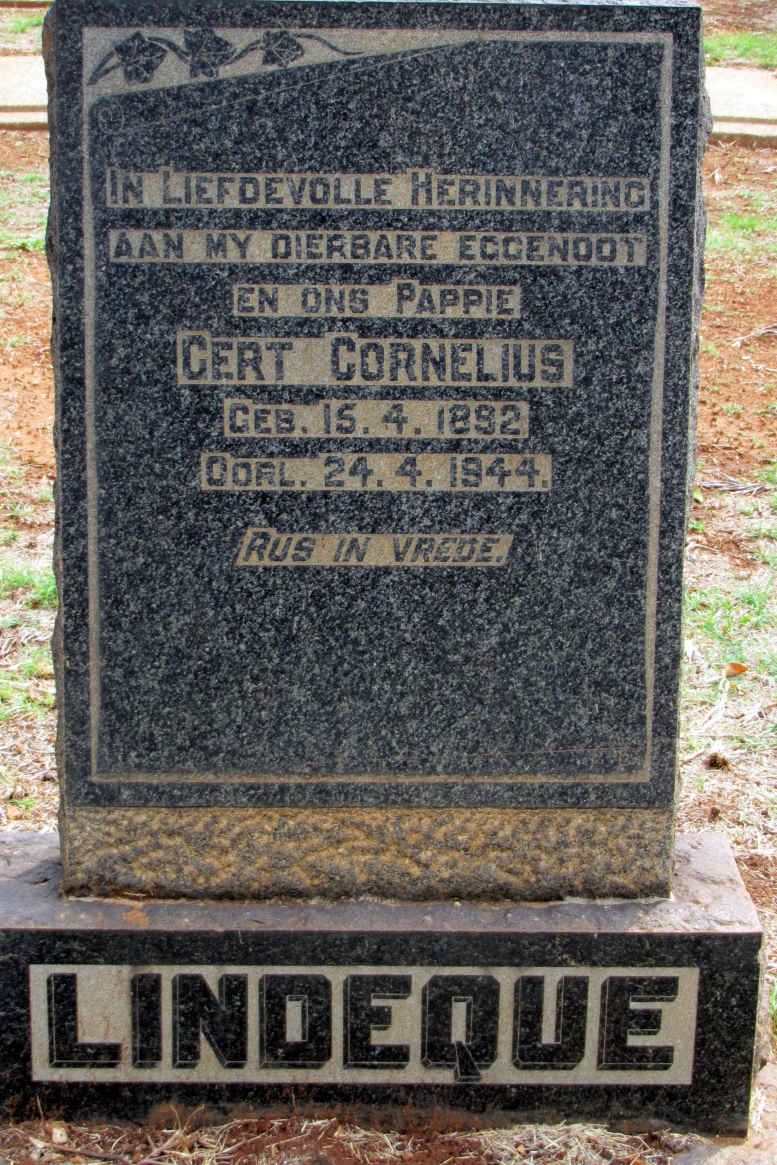 IN LIEFDEVOLLE HERINNERING
AAN MY DIERBARE EGGENOOT
EN ONS PAPPIE
GERT CORNELIUS
GEB. 15. 4. 1892
OORL. 24. 4. 1944.
RUS IN VREDE.
LINDEQUE